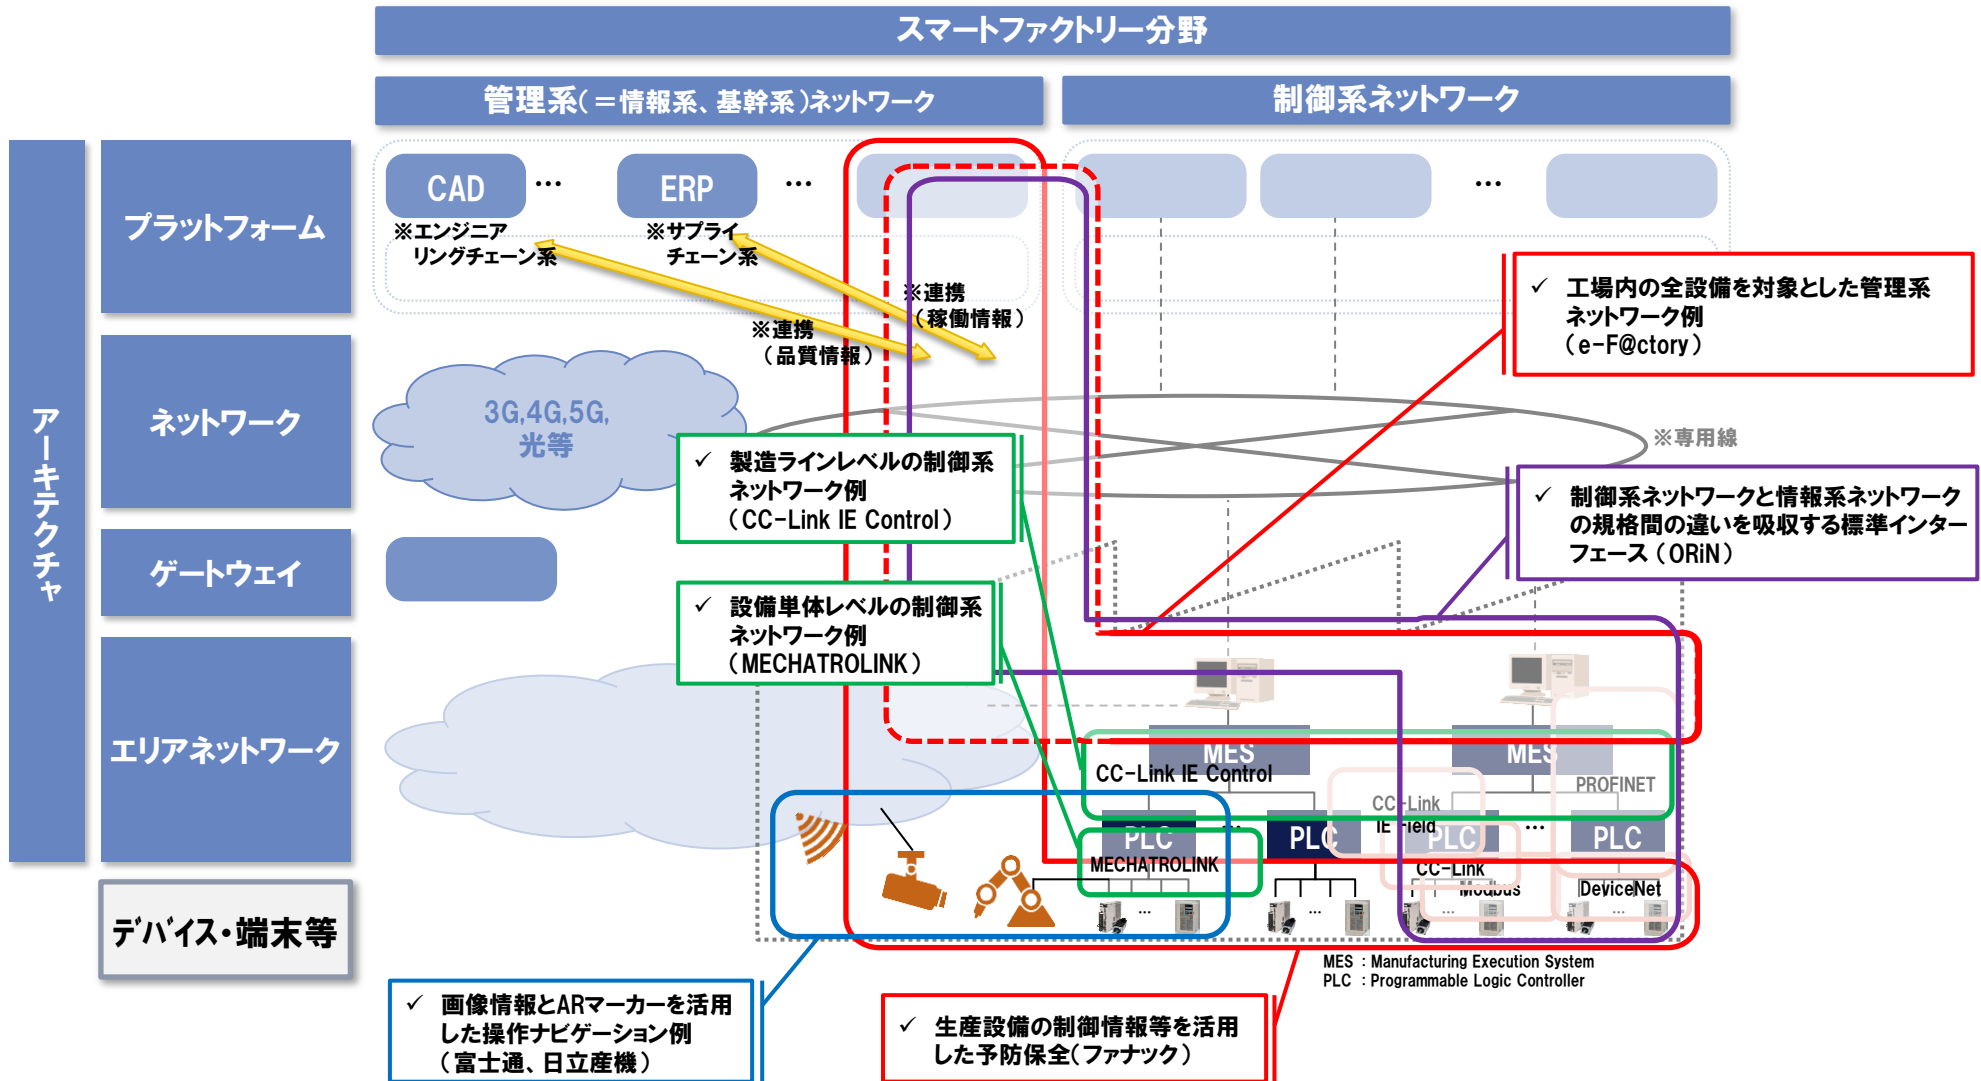 スマートファクトリー分野
管理系(=情報系、基幹系)ネットワーク
制御系ネットワーク
アーキテクチャ
プラットフォーム
CAD
…
ERP
…
…
※エンジニア
リングチェーン系
※サプライ
チェーン系
※連携
(稼働情報)
※連携
(品質情報)
✓ 工場内の全設備を対象とした管理系
ネットワーク例
(e-F@ctory)
ネットワーク
3G,4G,5G,
光等
※専用線
✓ 製造ラインレベルの制御系
ネットワーク例
(CC-Link IE Control)
✓ 制御系ネットワークと情報系ネットワーク
の規格間の違いを吸収する標準インター
フェース(ORiN)
ゲートウェイ
✓ 設備単体レベルの制御系
ネットワーク例
(MECHATROLINK)
エリアネットワーク
MES
MES
CC-Link IE Control
PROFINET
CC-Link
IE Field
PLC
…
PLC
PLC
…
PLC
MECHATROLINK
CC-Link
Modbus
DeviceNet
…
…
…
…
デバイス・端末等
MES : Manufacturing Execution System
PLC : Programmable Logic Controller
✓ 画像情報とARマーカーを活用
した操作ナビゲーション例
(富士通、日立産機)
✓ 生産設備の制御情報等を活用
した予防保全(ファナック)